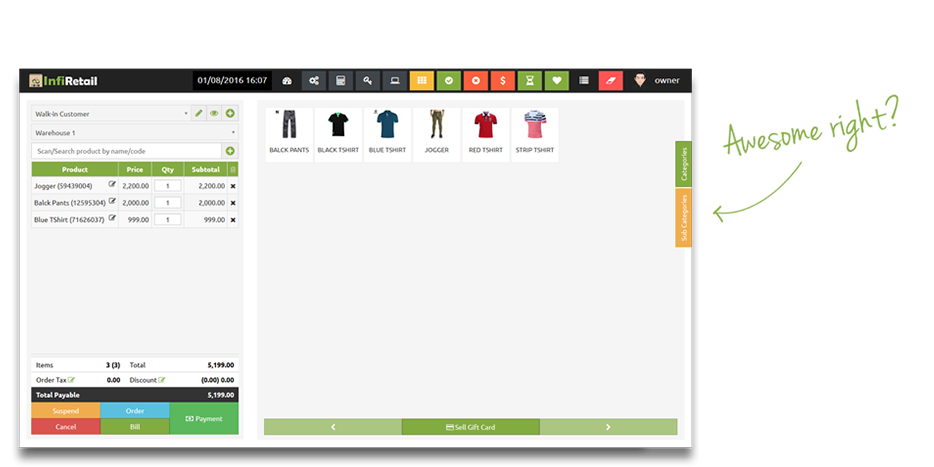 InfiRetail
01/08/2016 16:07
owner
Walk-In Customer
Warehouse 1
Scan/Search product by name/code
Product Price Qty Subtotal
Jogger (59439004) 2,200.00 1 2,200.00
Balck Pants (12595304) 2,000.00 1 2,000.00
Blue TShirt (71626037) 999.00 1 999.00
Items 3 (3) Total 5,199.00
Order Tax 0.00 Discount (0.00) 0.00
Total Payable 5,199.00
Suspend Order
Payment
Cancel Bill
BALCK PANTS BLACK TSHIRT BLUE TSHIRT JOGGER RED TSHIRT STRIP TSHIRT
Categories
Sub Categories
Sell Gift Card
Awesome right?